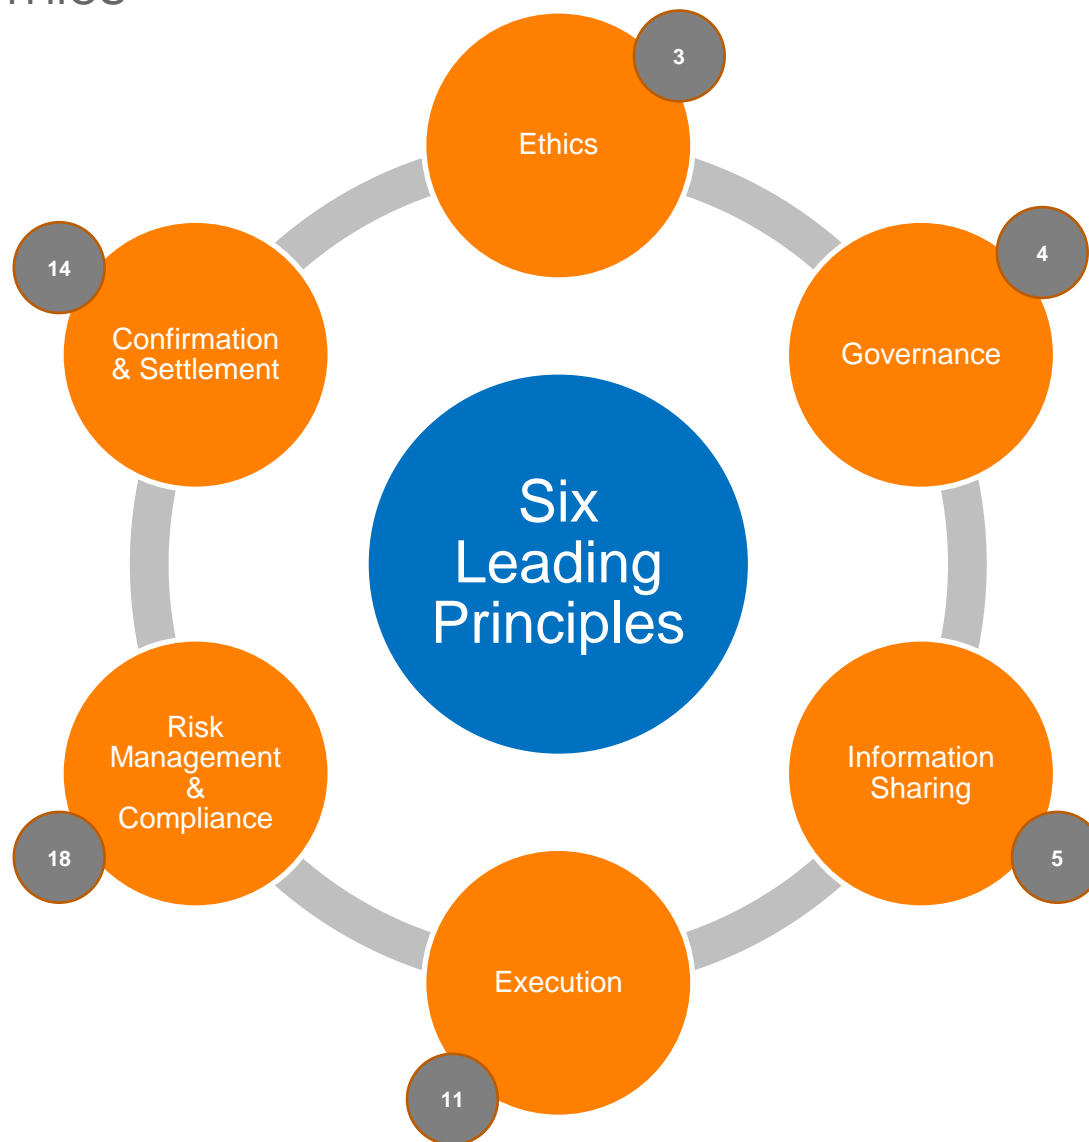 3
Ethics
4
Governance
14
Confirmation
& Settlement
Six
Leading
Principles
Information
Sharing
5
Risk
Management
&
Compliance
18
Execution
11